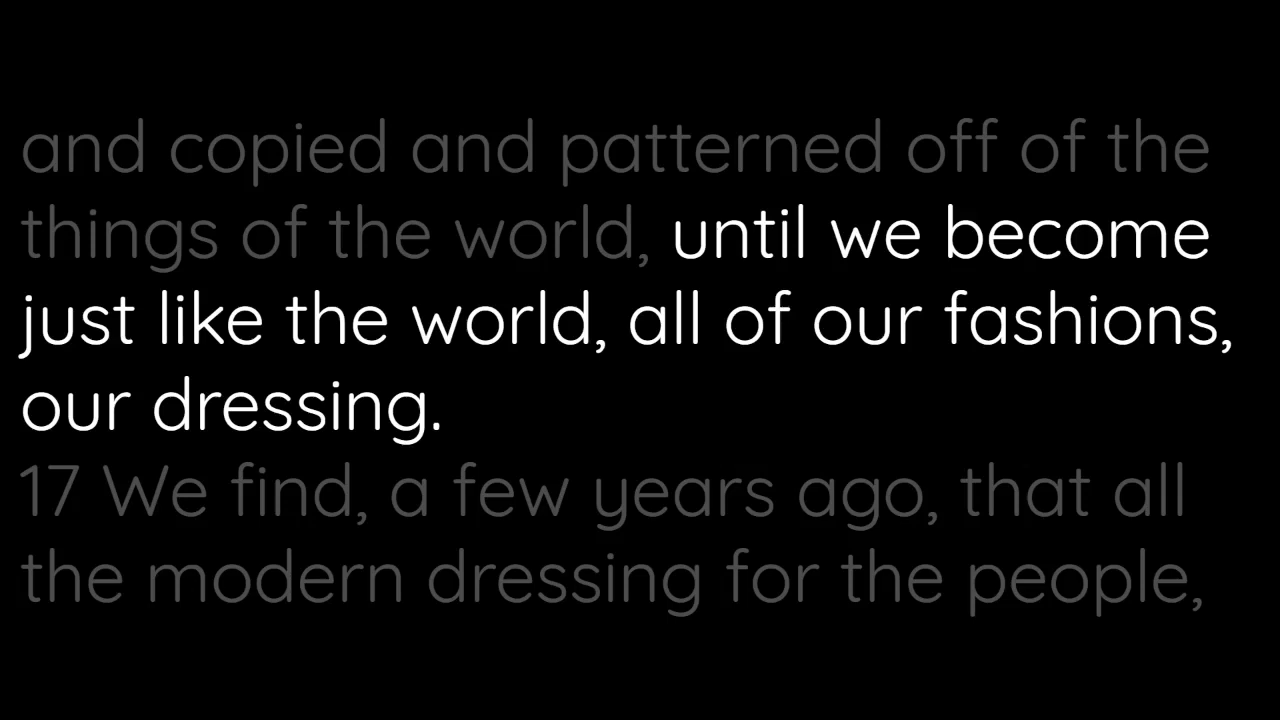 and copied and patterned off of the
things of the world, until we become
just like the world, all of our fashions,
our dressing.
17 We find, a few years ago, that all
the modern dressing for the people,